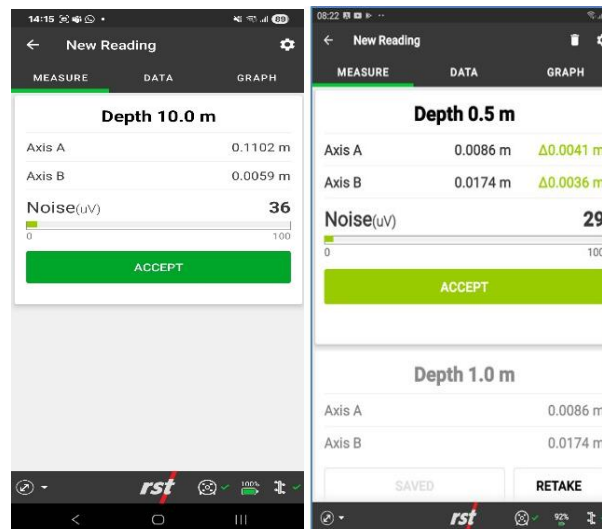 14:15
89
New Reading
MEASURE DATA GRAPH
Depth 10.0 m
Axis A 0.1102 m
Axis B 0.0059 m
Noise(uV) 36
0 100
ACCEPT
rst 100%
08:22
New Reading
MEASURE DATA GRAPH
Depth 0.5 m
Axis A 0.0086 m Δ0.0041 m
Axis B 0.0174 m Δ0.0036 m
Noise(uV) 29
0 100
ACCEPT
Depth 1.0 m
Axis A 0.0086 m
Axis B 0.0174 m
SAVED RETAKE
rst 92%